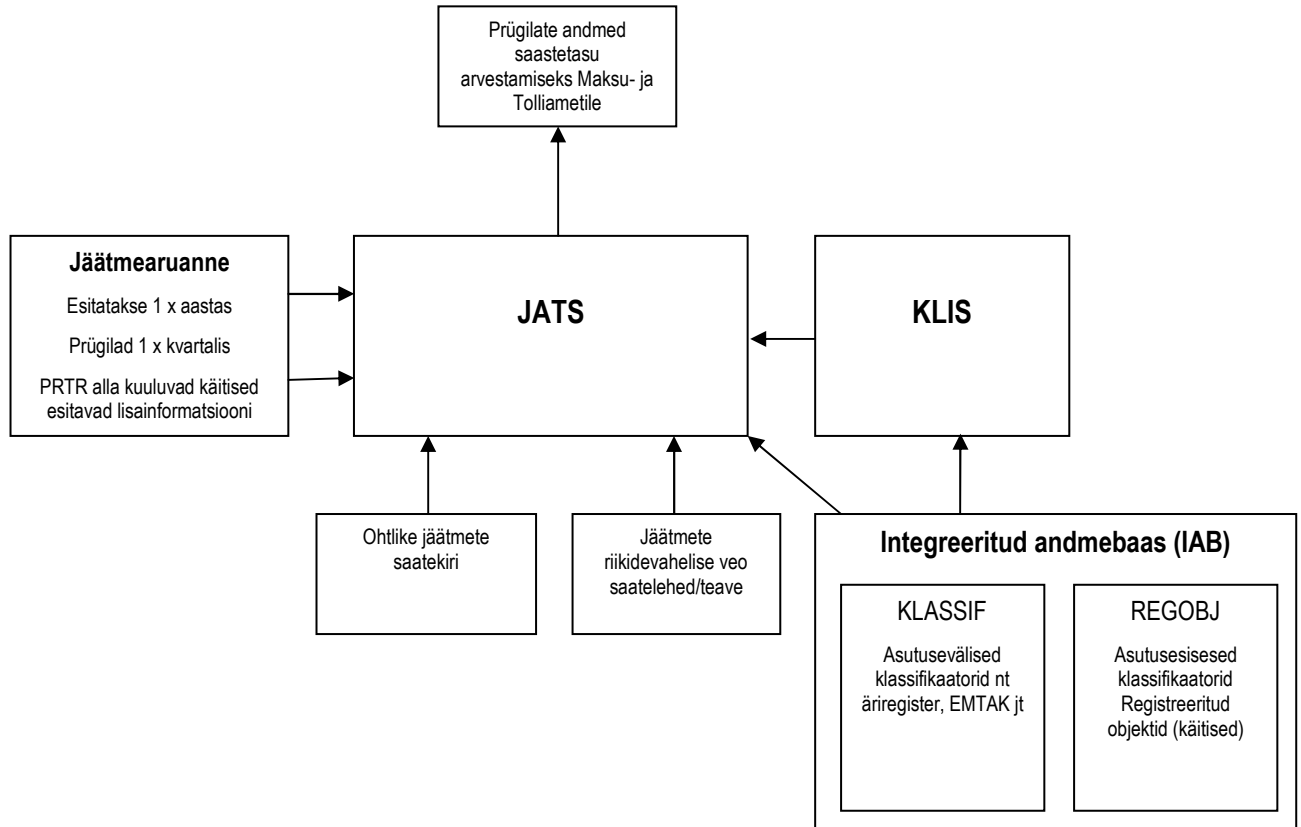 Prügilate andmed
saastetasu
arvestamiseks Maksu- ja
Tolliametile
Jäätmearuanne
Esitatakse 1 x aastas
Prügilad 1 x kvartalis
PRTR alla kuuluvad käitised
esitavad lisainformatsiooni
JATS
KLIS
Ohtlike jäätmete
saatekiri
Jäätmete
riikidevahelise veo
saatelehed/teave
Integreeritud andmebaas (IAB)
KLASSIF
Asutusevälised
klassifikaatorid nt
äriregister, EMTAK jt
REGOBJ
Asutusesisesed
klassifikaatorid
Registreeritud
objektid (käitised)